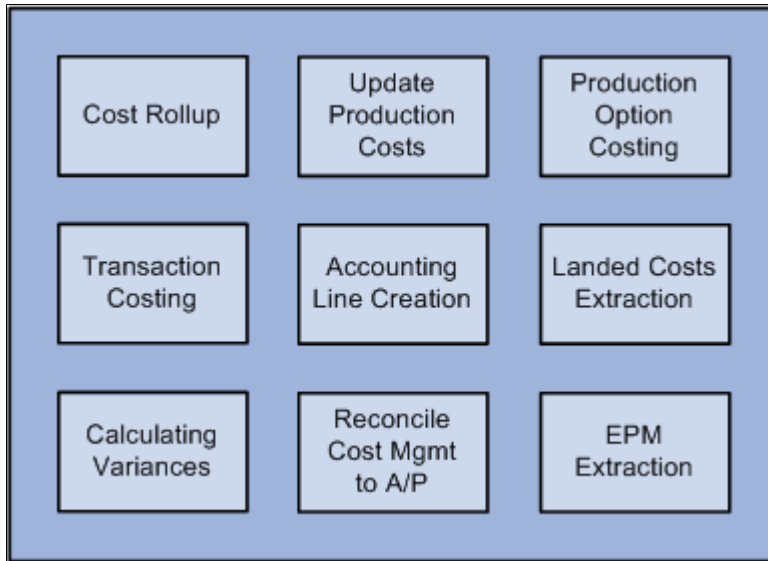 Cost Rollup
Update
Production
Costs
Production
Option
Costing
Transaction
Costing
Accounting
Line Creation
Landed Costs
Extraction
Calculating
Variances
Reconcile
Cost Mgmt
to A/P
EPM
Extraction